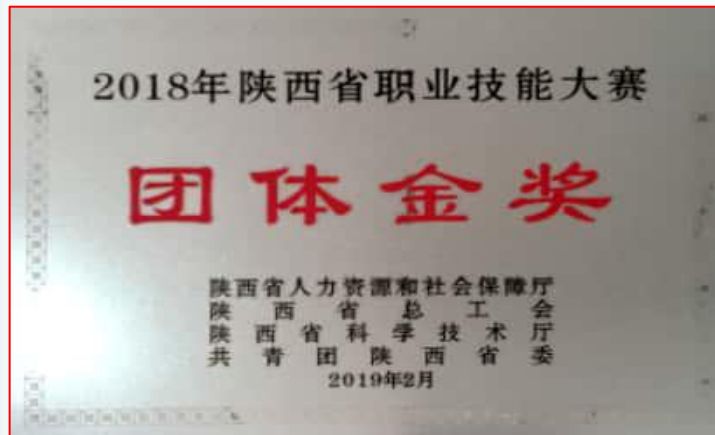 2018年陕西省职业技能大赛
团体金奖
陕西省人力资源和社会保障厅
陕西省总工会
陕西省科学技术厅
共青团陕西省委
2019年2月